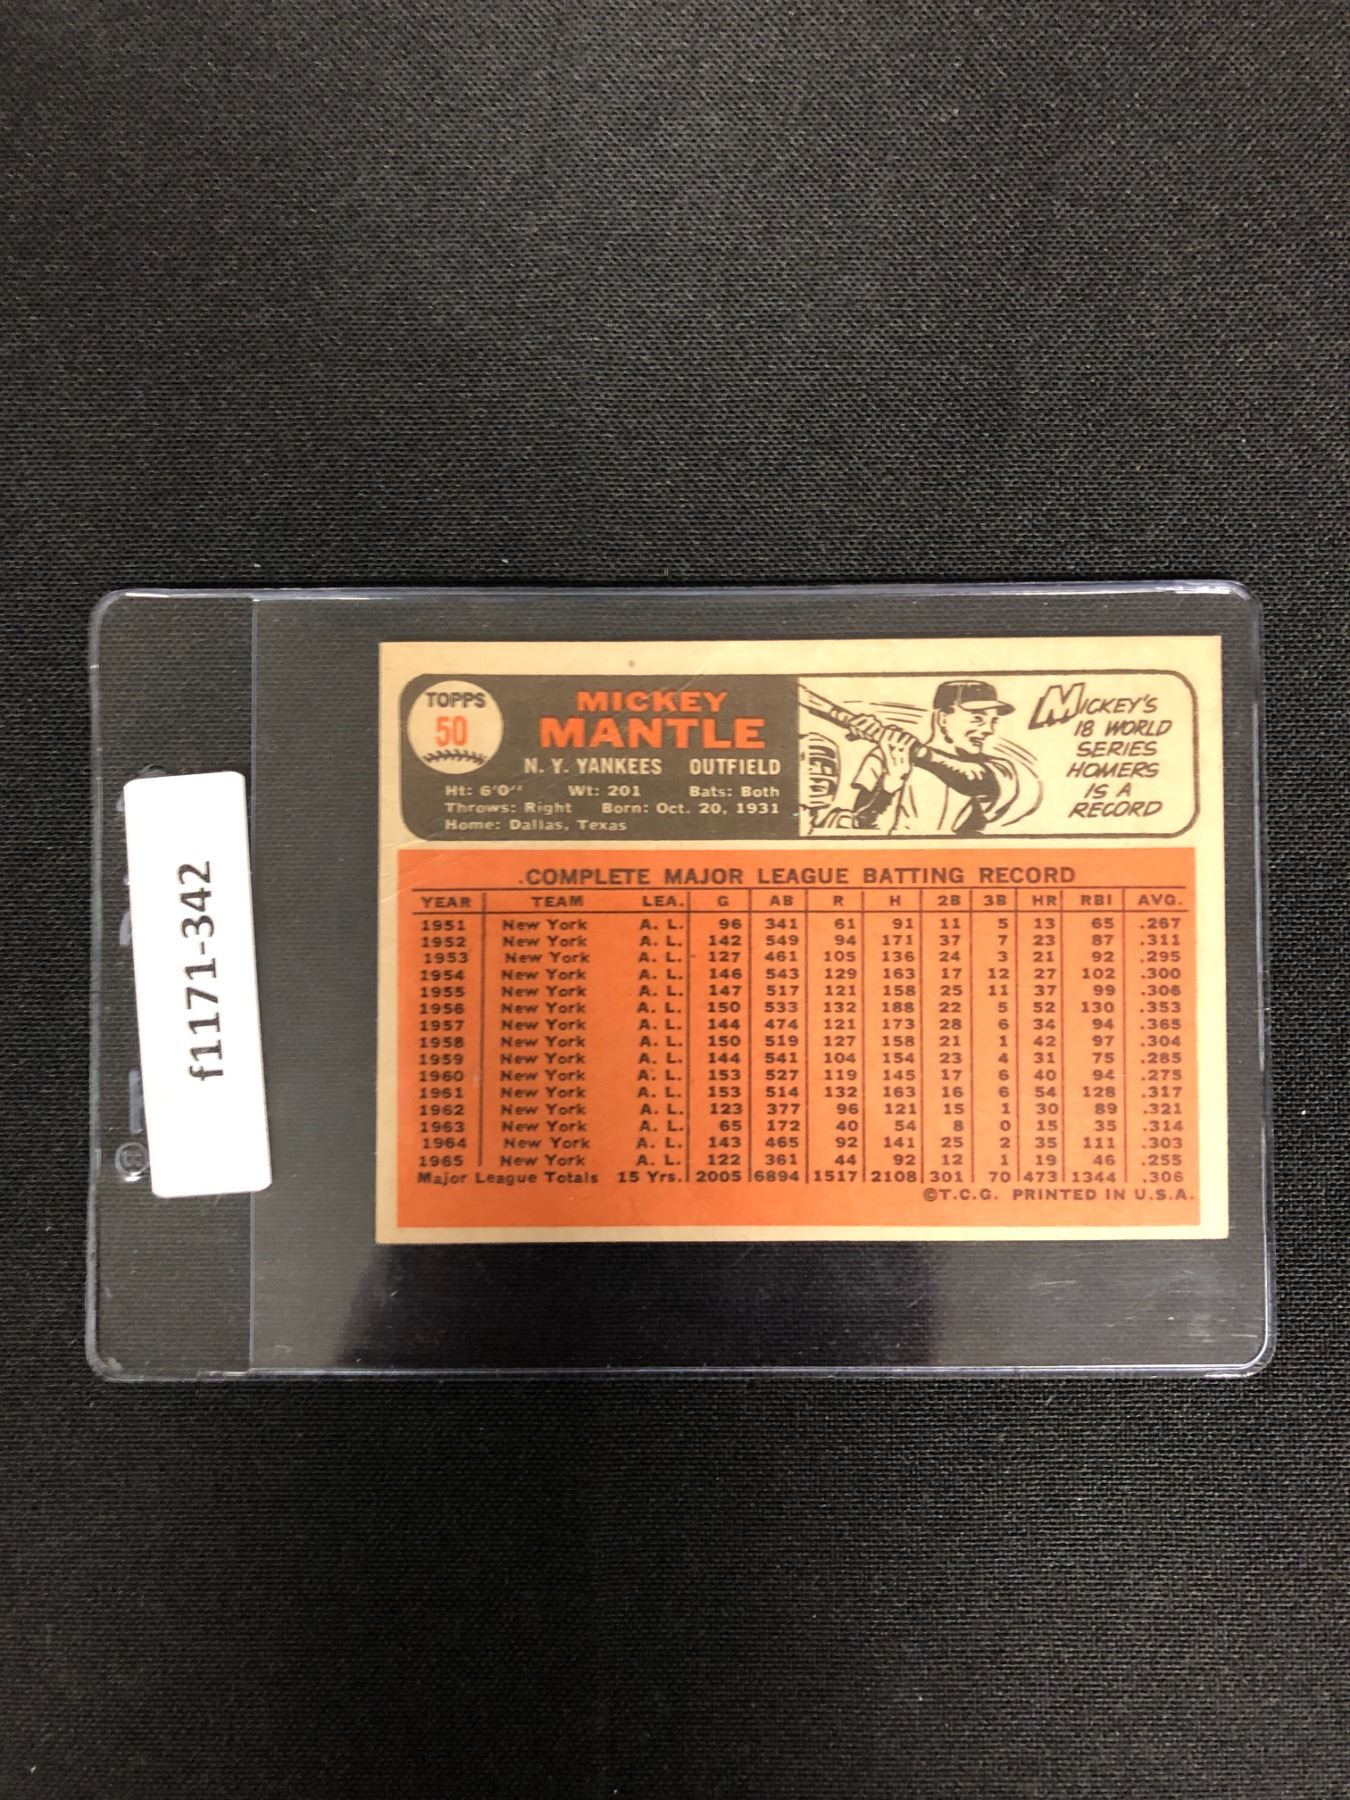 f1171-342
TOPPS
50
MICKEY
MANTLE
N. Y. YANKEES OUTFIELD
Ht: 6'0" Wt: 201 Bats: Both
Throws: Right Born: Oct. 20, 1931
Home: Dallas, Texas
MICKEY'S
18 WORLD
SERIES
HOMERS
IS A
RECORD
COMPLETE MAJOR LEAGUE BATTING RECORD
YEAR TEAM LEA. G AB R H 2B 3B HR RBI AVG.
1951 New York A. L. 96 341 61 91 11 5 13 65 .267
1952 New York A. L. 142 549 94 171 37 7 23 87 .311
1953 New York A. L. 127 461 105 136 24 3 21 92 .295
1954 New York A. L. 146 543 129 163 17 12 27 102 .300
1955 New York A. L. 147 517 121 158 25 11 37 99 .306
1956 New York A. L. 150 533 132 188 22 5 52 130 .353
1957 New York A. L. 144 474 121 173 28 6 34 94 .365
1958 New York A. L. 150 519 127 158 21 1 42 97 .304
1959 New York A. L. 144 541 104 154 23 4 31 75 .285
1960 New York A. L. 153 527 119 145 17 6 40 94 .275
1961 New York A. L. 153 514 132 163 16 6 54 128 .317
1962 New York A. L. 123 377 96 121 15 1 30 89 .321
1963 New York A. L. 65 172 40 54 8 0 15 35 .314
1964 New York A. L. 143 465 92 141 25 2 35 111 .303
1965 New York A. L. 122 361 44 92 12 1 19 46 .255
Major League Totals 15 Yrs. 2005 6894 1517 2108 301 70 473 1344 .306
©T.C.G. PRINTED IN U.S.A.